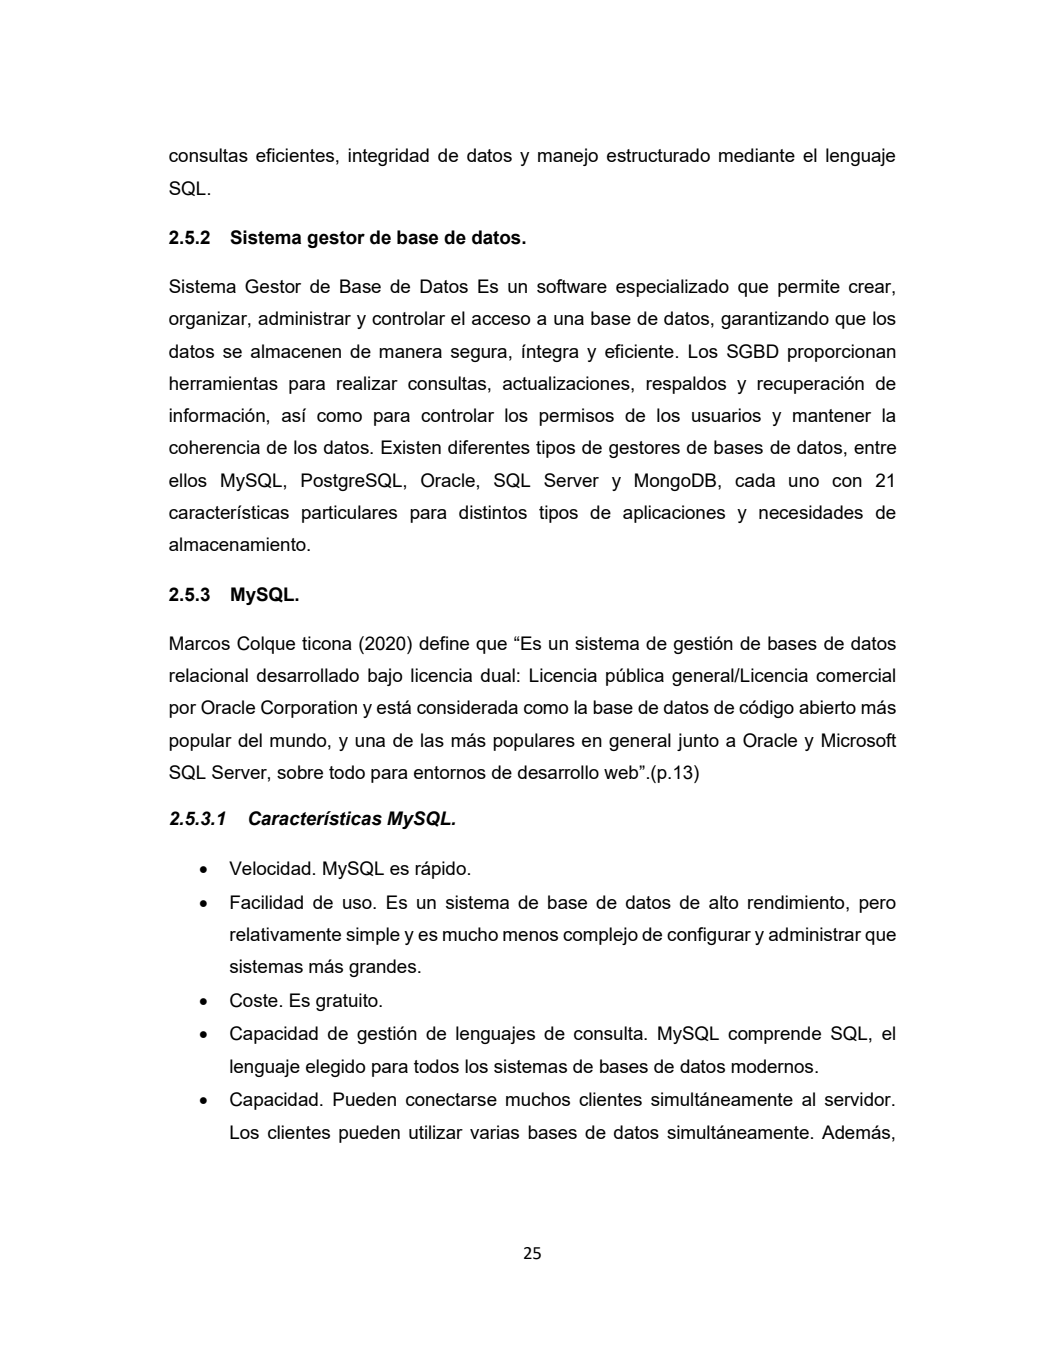 consultas eficientes, integridad de datos y manejo estructurado mediante el lenguaje
SQL.
2.5.2 Sistema gestor de base de datos.
Sistema Gestor de Base de Datos Es un software especializado que permite crear,
organizar, administrar y controlar el acceso a una base de datos, garantizando que los
datos se almacenen de manera segura, íntegra y eficiente. Los SGBD proporcionan
herramientas para realizar consultas, actualizaciones, respaldos y recuperación de
información, así como para controlar los permisos de los usuarios y mantener la
coherencia de los datos. Existen diferentes tipos de gestores de bases de datos, entre
ellos MySQL, PostgreSQL, Oracle, SQL Server y MongoDB, cada uno con 21
características particulares para distintos tipos de aplicaciones y necesidades de
almacenamiento.
2.5.3 MySQL.
Marcos Colque ticona (2020) define que “Es un sistema de gestión de bases de datos
relacional desarrollado bajo licencia dual: Licencia pública general/Licencia comercial
por Oracle Corporation y está considerada como la base de datos de código abierto más
popular del mundo, y una de las más populares en general junto a Oracle y Microsoft
SQL Server, sobre todo para entornos de desarrollo web”.(p.13)
2.5.3.1 Características MySQL.
• Velocidad. MySQL es rápido.
• Facilidad de uso. Es un sistema de base de datos de alto rendimiento, pero
relativamente simple y es mucho menos complejo de configurar y administrar que
sistemas más grandes.
• Coste. Es gratuito.
• Capacidad de gestión de lenguajes de consulta. MySQL comprende SQL, el
lenguaje elegido para todos los sistemas de bases de datos modernos.
• Capacidad. Pueden conectarse muchos clientes simultáneamente al servidor.
Los clientes pueden utilizar varias bases de datos simultáneamente. Además,
25